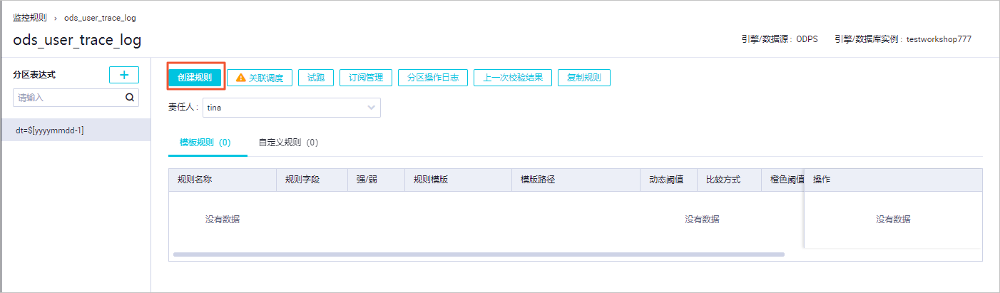 监控规则 › ods_user_trace_log
ods_user_trace_log
引擎/数据源 : ODPS 引擎/数据库实例 : testworkshop777
分区表达式
请输入
dt=$[yyyymmdd-1]
创建规则 关联调度 试跑 订阅管理 分区操作日志 上一次校验结果 复制规则
责任人 : tina
模板规则（0） 自定义规则（0）
规则名称 规则字段 强/弱 规则模版 模版路径 动态阈值 比较方式 橙色阈值 操作
没有数据 没有数据 没有数据